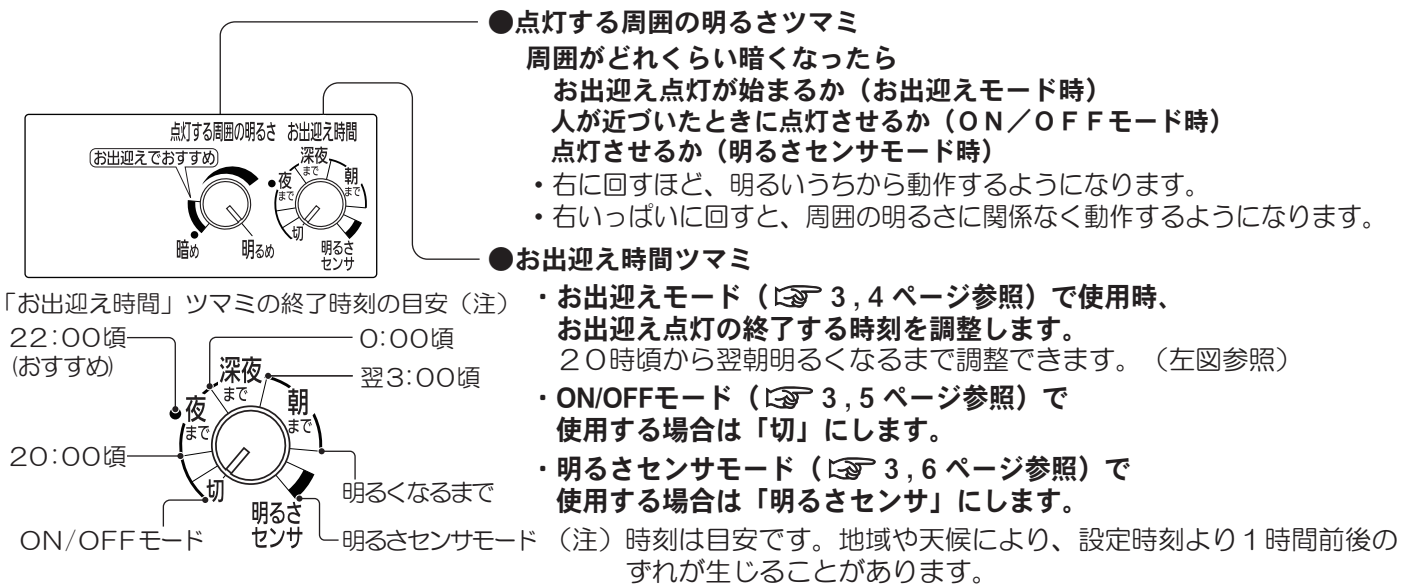 ●点灯する周囲の明るさツマミ
周囲がどれくらい暗くなったら
お出迎え点灯が始まるか（お出迎えモード時）
人が近づいたときに点灯させるか（ＯＮ／ＯＦＦモード時）
点灯させるか（明るさセンサモード時）
・右に回すほど、明るいうちから動作するようになります。
・右いっぱいに回すと、周囲の明るさに関係なく動作するようになります。
点灯する周囲の明るさ お出迎え時間
お出迎えでおすすめ
深夜
まで
夜
まで
朝
まで
切
暗め
明るめ
明るさ
センサ
●お出迎え時間ツマミ
・お出迎えモード（☞ 3 , 4 ページ参照）で使用時、
お出迎え点灯の終了する時刻を調整します。
２０時頃から翌朝明るくなるまで調整できます。（左図参照）
・ON/OFFモード（☞ 3 , 5 ページ参照）で
使用する場合は「切」にします。
・明るさセンサモード（☞ 3 , 6 ページ参照）で
使用する場合は「明るさセンサ」にします。
（注）時刻は目安です。地域や天候により、設定時刻より１時間前後の
ずれが生じることがあります。
「お出迎え時間」ツマミの終了時刻の目安（注）
22：00頃
(おすすめ)
0：00頃
翌3：00頃
深夜
まで
夜
まで
朝
まで
20：00頃
切
明るくなるまで
明るさ
センサ
ON/OFFモード
明るさセンサモード